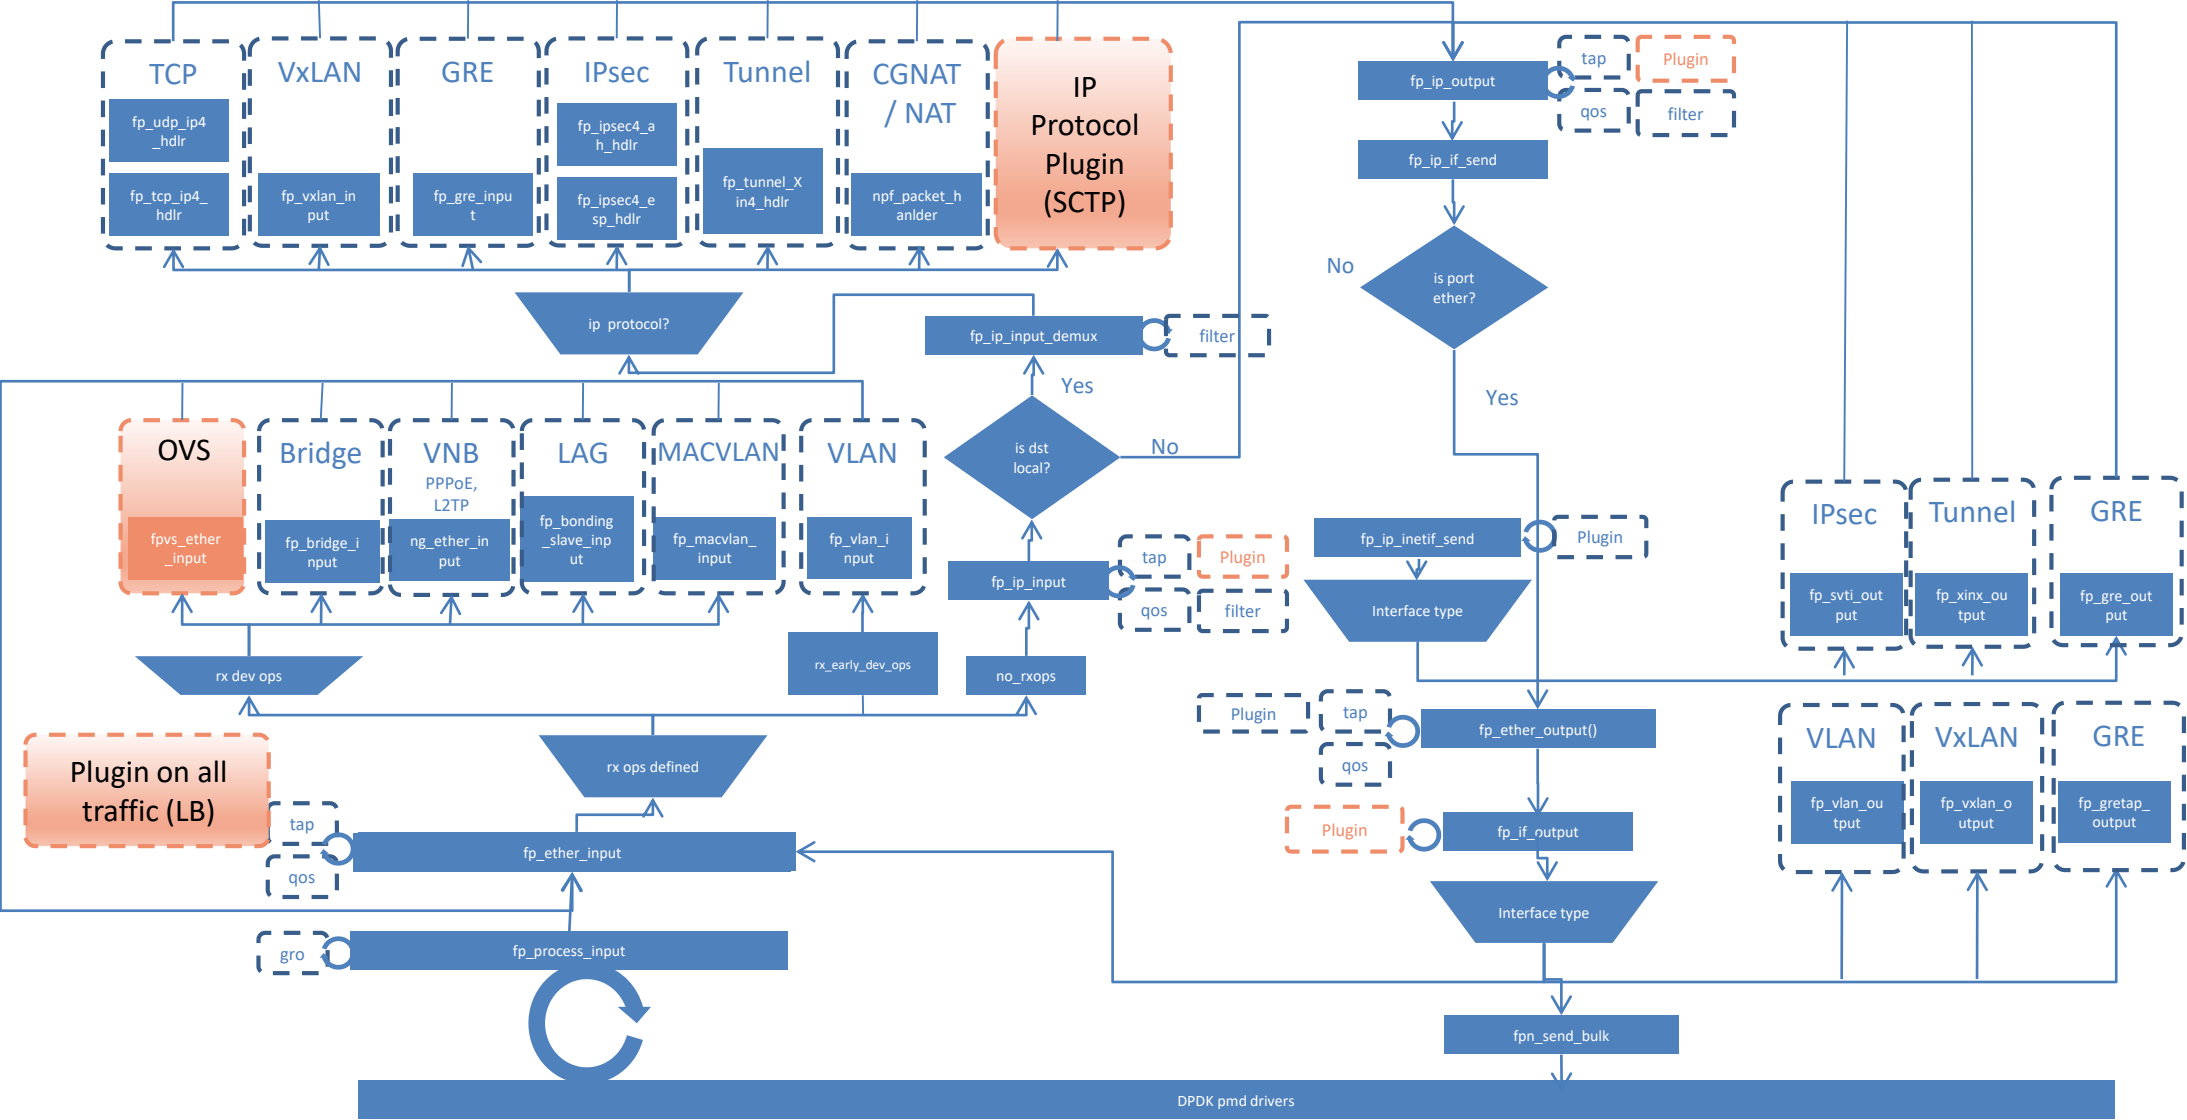 TCP
fp_udp_ip4
_hdlr
fp_tcp_ip4_
hdlr
VxLAN
fp_vxlan_in
put
GRE
fp_gre_inpu
t
IPsec
fp_ipsec4_a
h_hdlr
fp_ipsec4_e
sp_hdlr
Tunnel
fp_tunnel_X
in4_hdlr
CGNAT
/ NAT
npf_packet_h
anlder
IP
Protocol
Plugin
(SCTP)
fp_ip_output
tap
Plugin
qos
filter
fp_ip_if_send
No
is port
ether?
Yes
ip protocol?
fp_ip_input_demux
filter
Yes
is dst
local?
No
OVS
fpvs_ether
_input
Bridge
fp_bridge_i
nput
VNB
PPPoE,
L2TP
ng_ether_in
put
LAG
fp_bonding
_slave_inp
ut
MACVLAN
fp_macvlan_
input
VLAN
fp_vlan_i
nput
fp_ip_input
tap
Plugin
qos
filter
fp_ip_inetif_send
Plugin
Interface type
IPsec
fp_svti_out
put
Tunnel
fp_xinx_ou
tput
GRE
fp_gre_out
put
rx dev ops
rx_early_dev_ops
no_rxops
Plugin
tap
qos
fp_ether_output()
VLAN
fp_vlan_ou
tput
VxLAN
fp_vxlan_o
utput
GRE
fp_gretap_
output
rx ops defined
Plugin on all
traffic (LB)
tap
qos
fp_ether_input
Plugin
fp_if_output
Interface type
gro
fp_process_input
fpn_send_bulk
DPDK pmd drivers